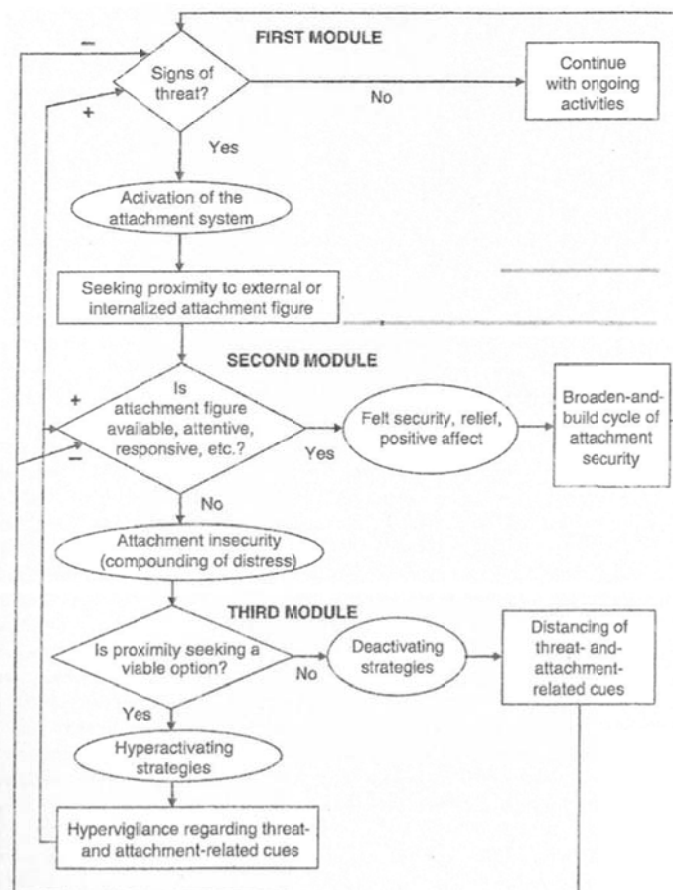 FIRST MODULE
–
Signs of
threat?
+
No
Continue
with ongoing
activities
Yes
Activation of the
attachment system
Seeking proximity to external or
internalized attachment figure
SECOND MODULE
+
Is
attachment figure
available, attentive,
responsive, etc.?
–
Yes
Felt security, relief,
positive affect
Broaden-and-
build cycle of
attachment
security
No
Attachment insecurity
(compounding of distress)
THIRD MODULE
Is proximity seeking a
viable option?
No
Deactivating
strategies
Distancing of
threat- and-
attachment-
related cues
Yes
Hyperactivating
strategies
Hypervigilance regarding threat-
and attachment-related cues